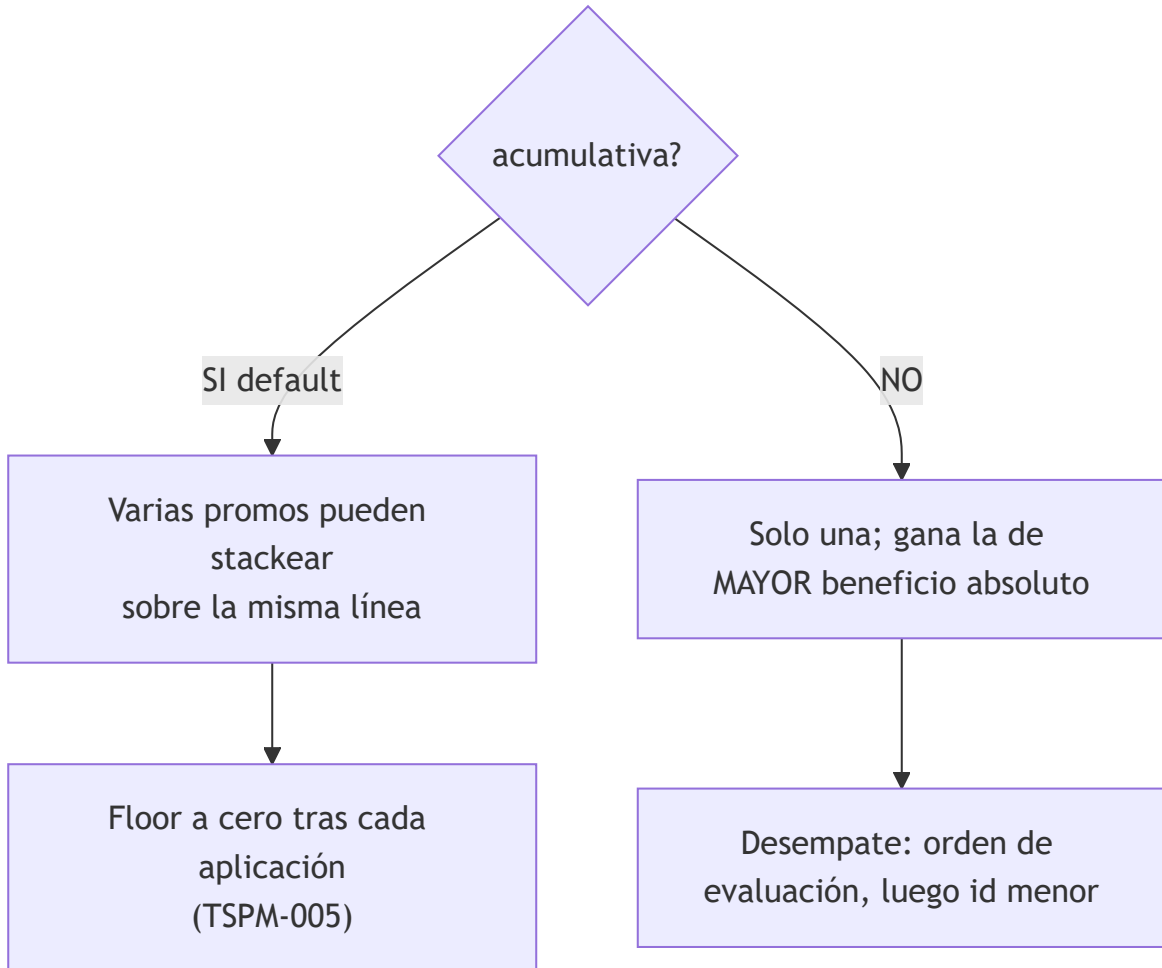 acumulativa?
SI default
NO
Varias promos pueden
stackear
sobre la misma línea
Solo una; gana la de
MAYOR beneficio absoluto
Floor a cero tras cada
aplicación
(TSPM-005)
Desempate: orden de
evaluación, luego id menor